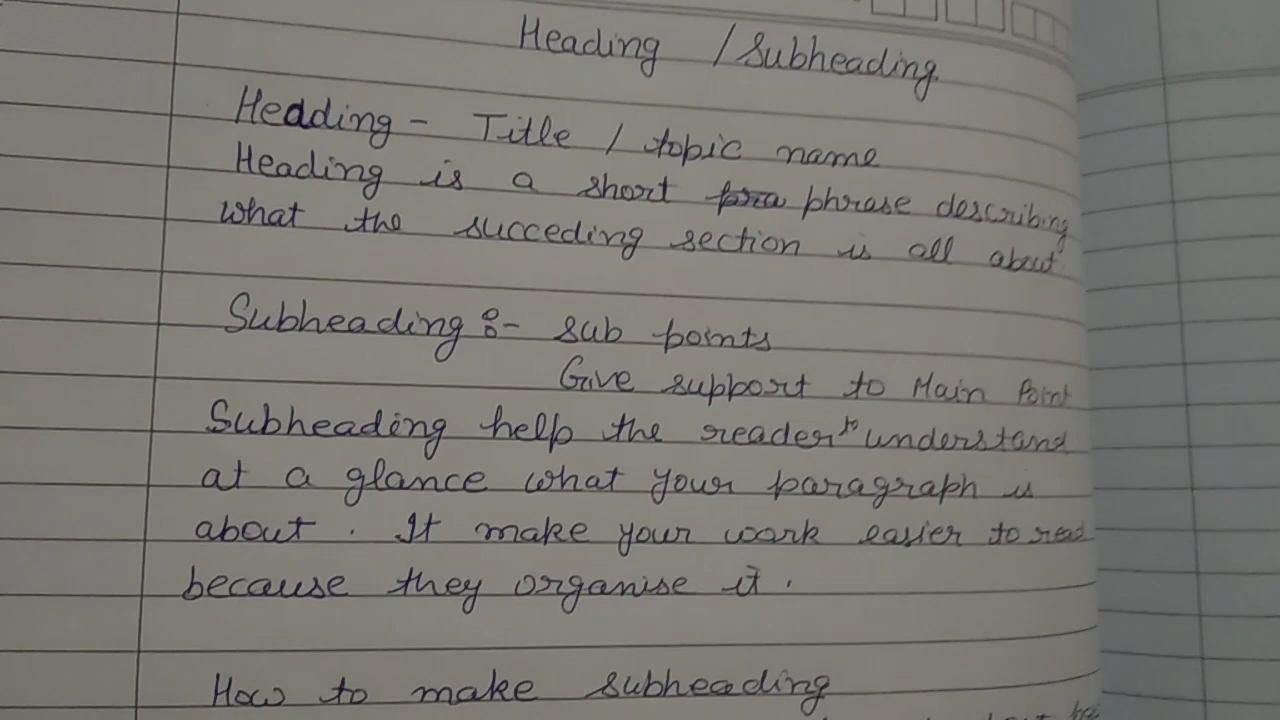 Heading / Subheading
Heading - Title / topic name
Heading is a short phrase describing
what the succeding section is all about
Subheading :- sub points
Give support to Main Point
Subheading help the reader to understand
at a glance what your paragraph is
about. It make your work easier to read
because they organise it.
How to make subheading